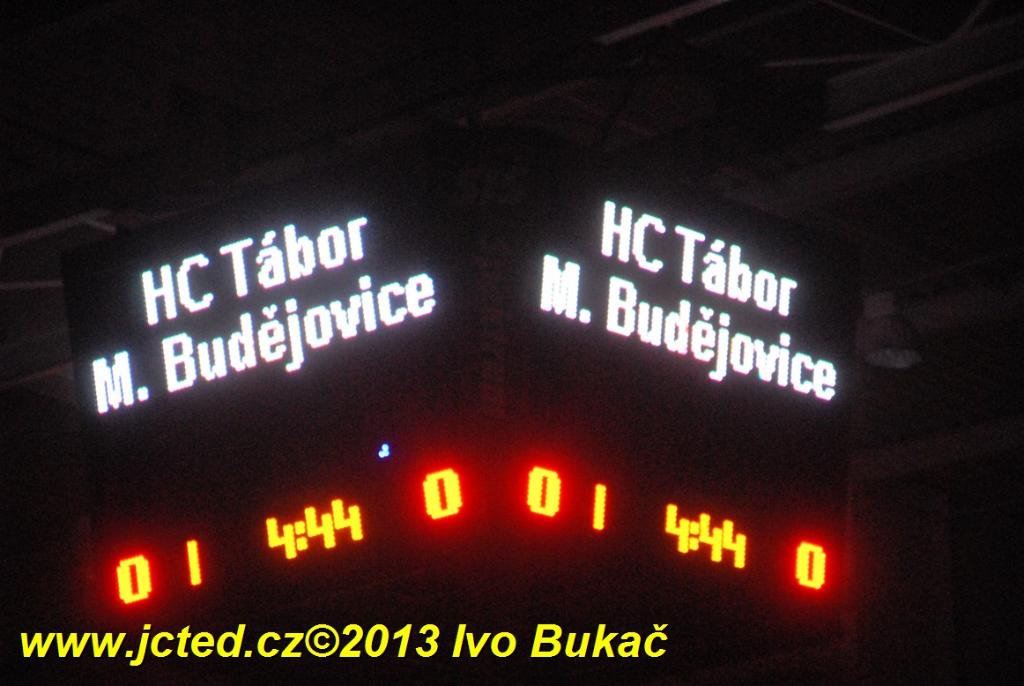 HC Tábor
M. Budějovice
0 1 4:44 0
HC Tábor
M. Budějovice
0 1 4:44 0
www.jcted.cz©2013 Ivo Bukač